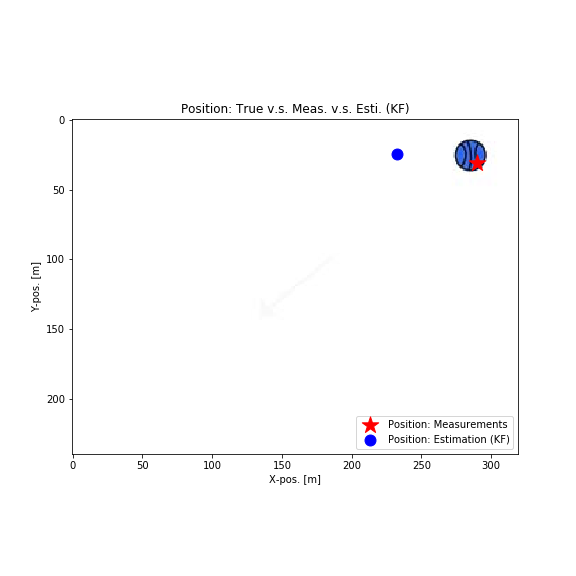 Position: True v.s. Meas. v.s. Esti. (KF)
0
50
100
150
200
Y-pos. [m]
Position: Measurements
Position: Estimation (KF)
0
50
100
150
200
250
300
X-pos. [m]